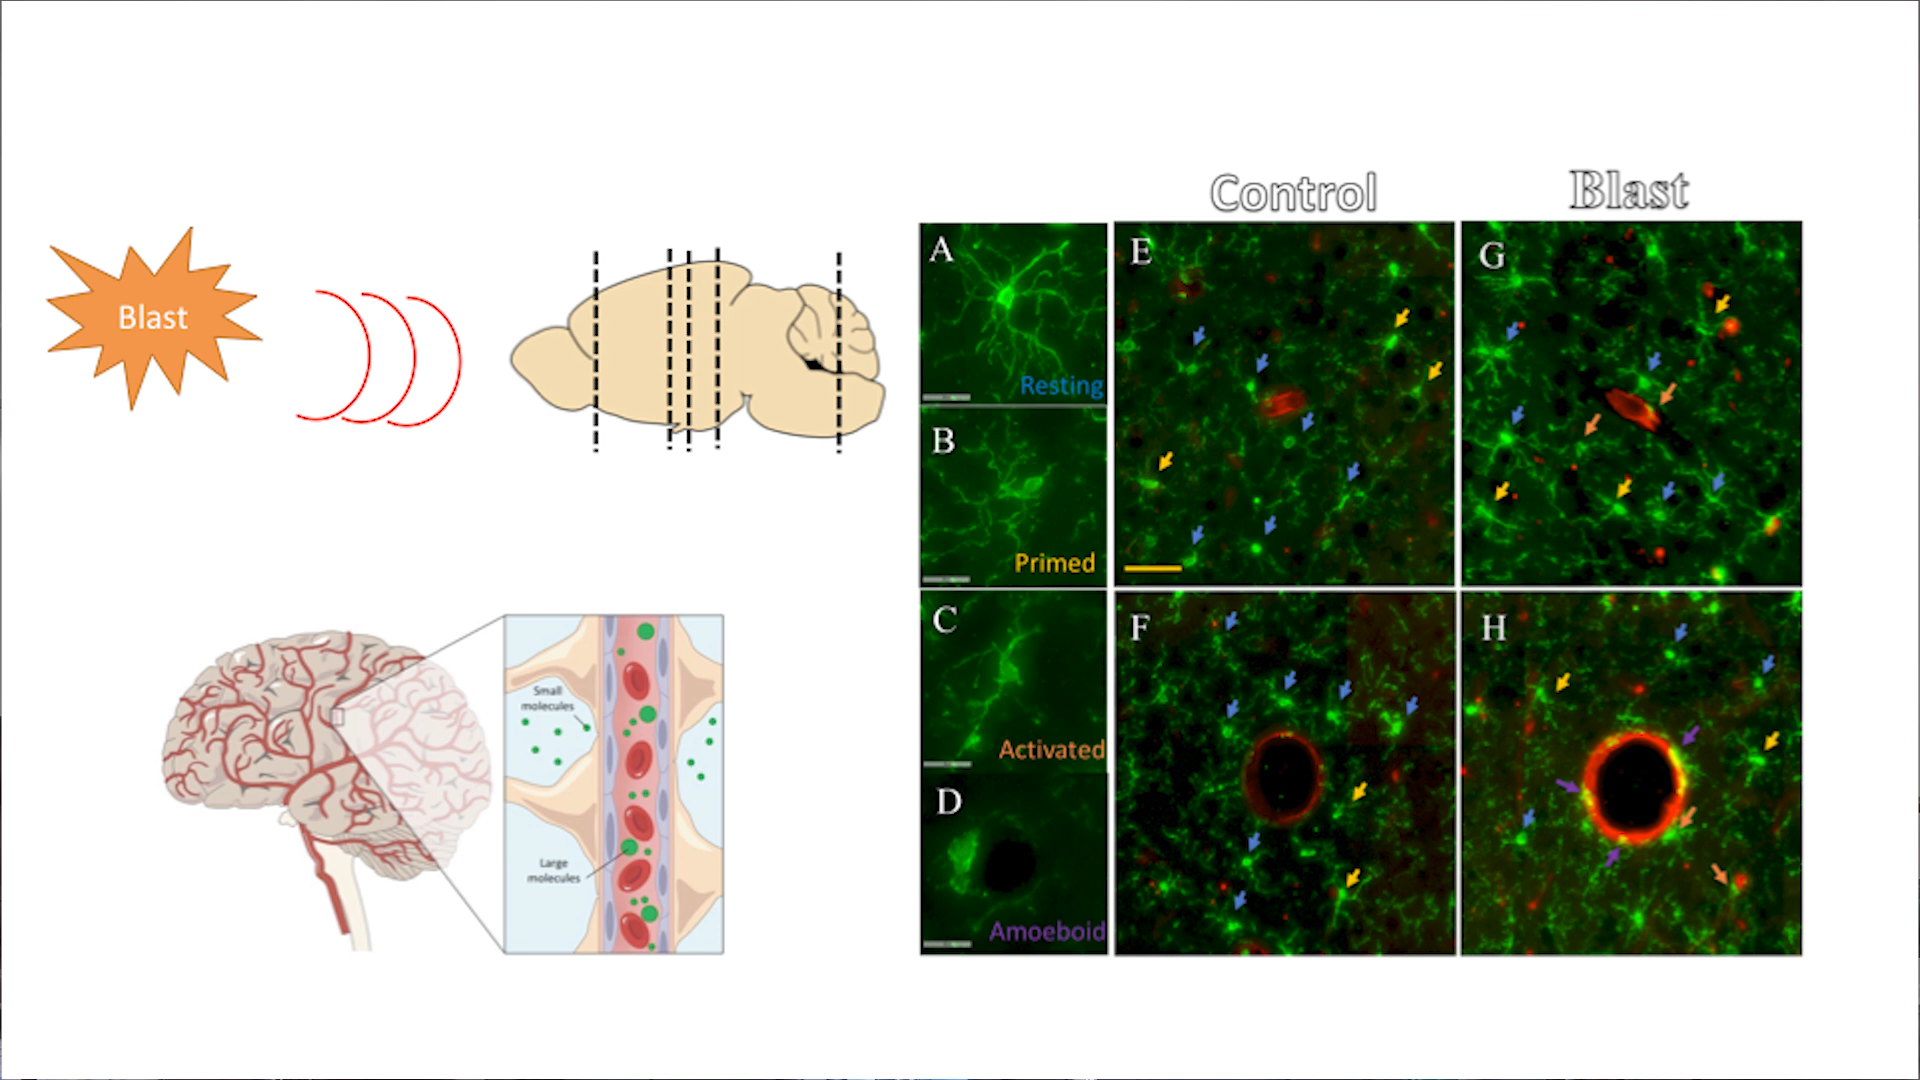 Blast
Small
molecules
Large
molecules
Control
Blast
A
Resting
B
Primed
C
Activated
D
Amoeboid
E
G
F
H